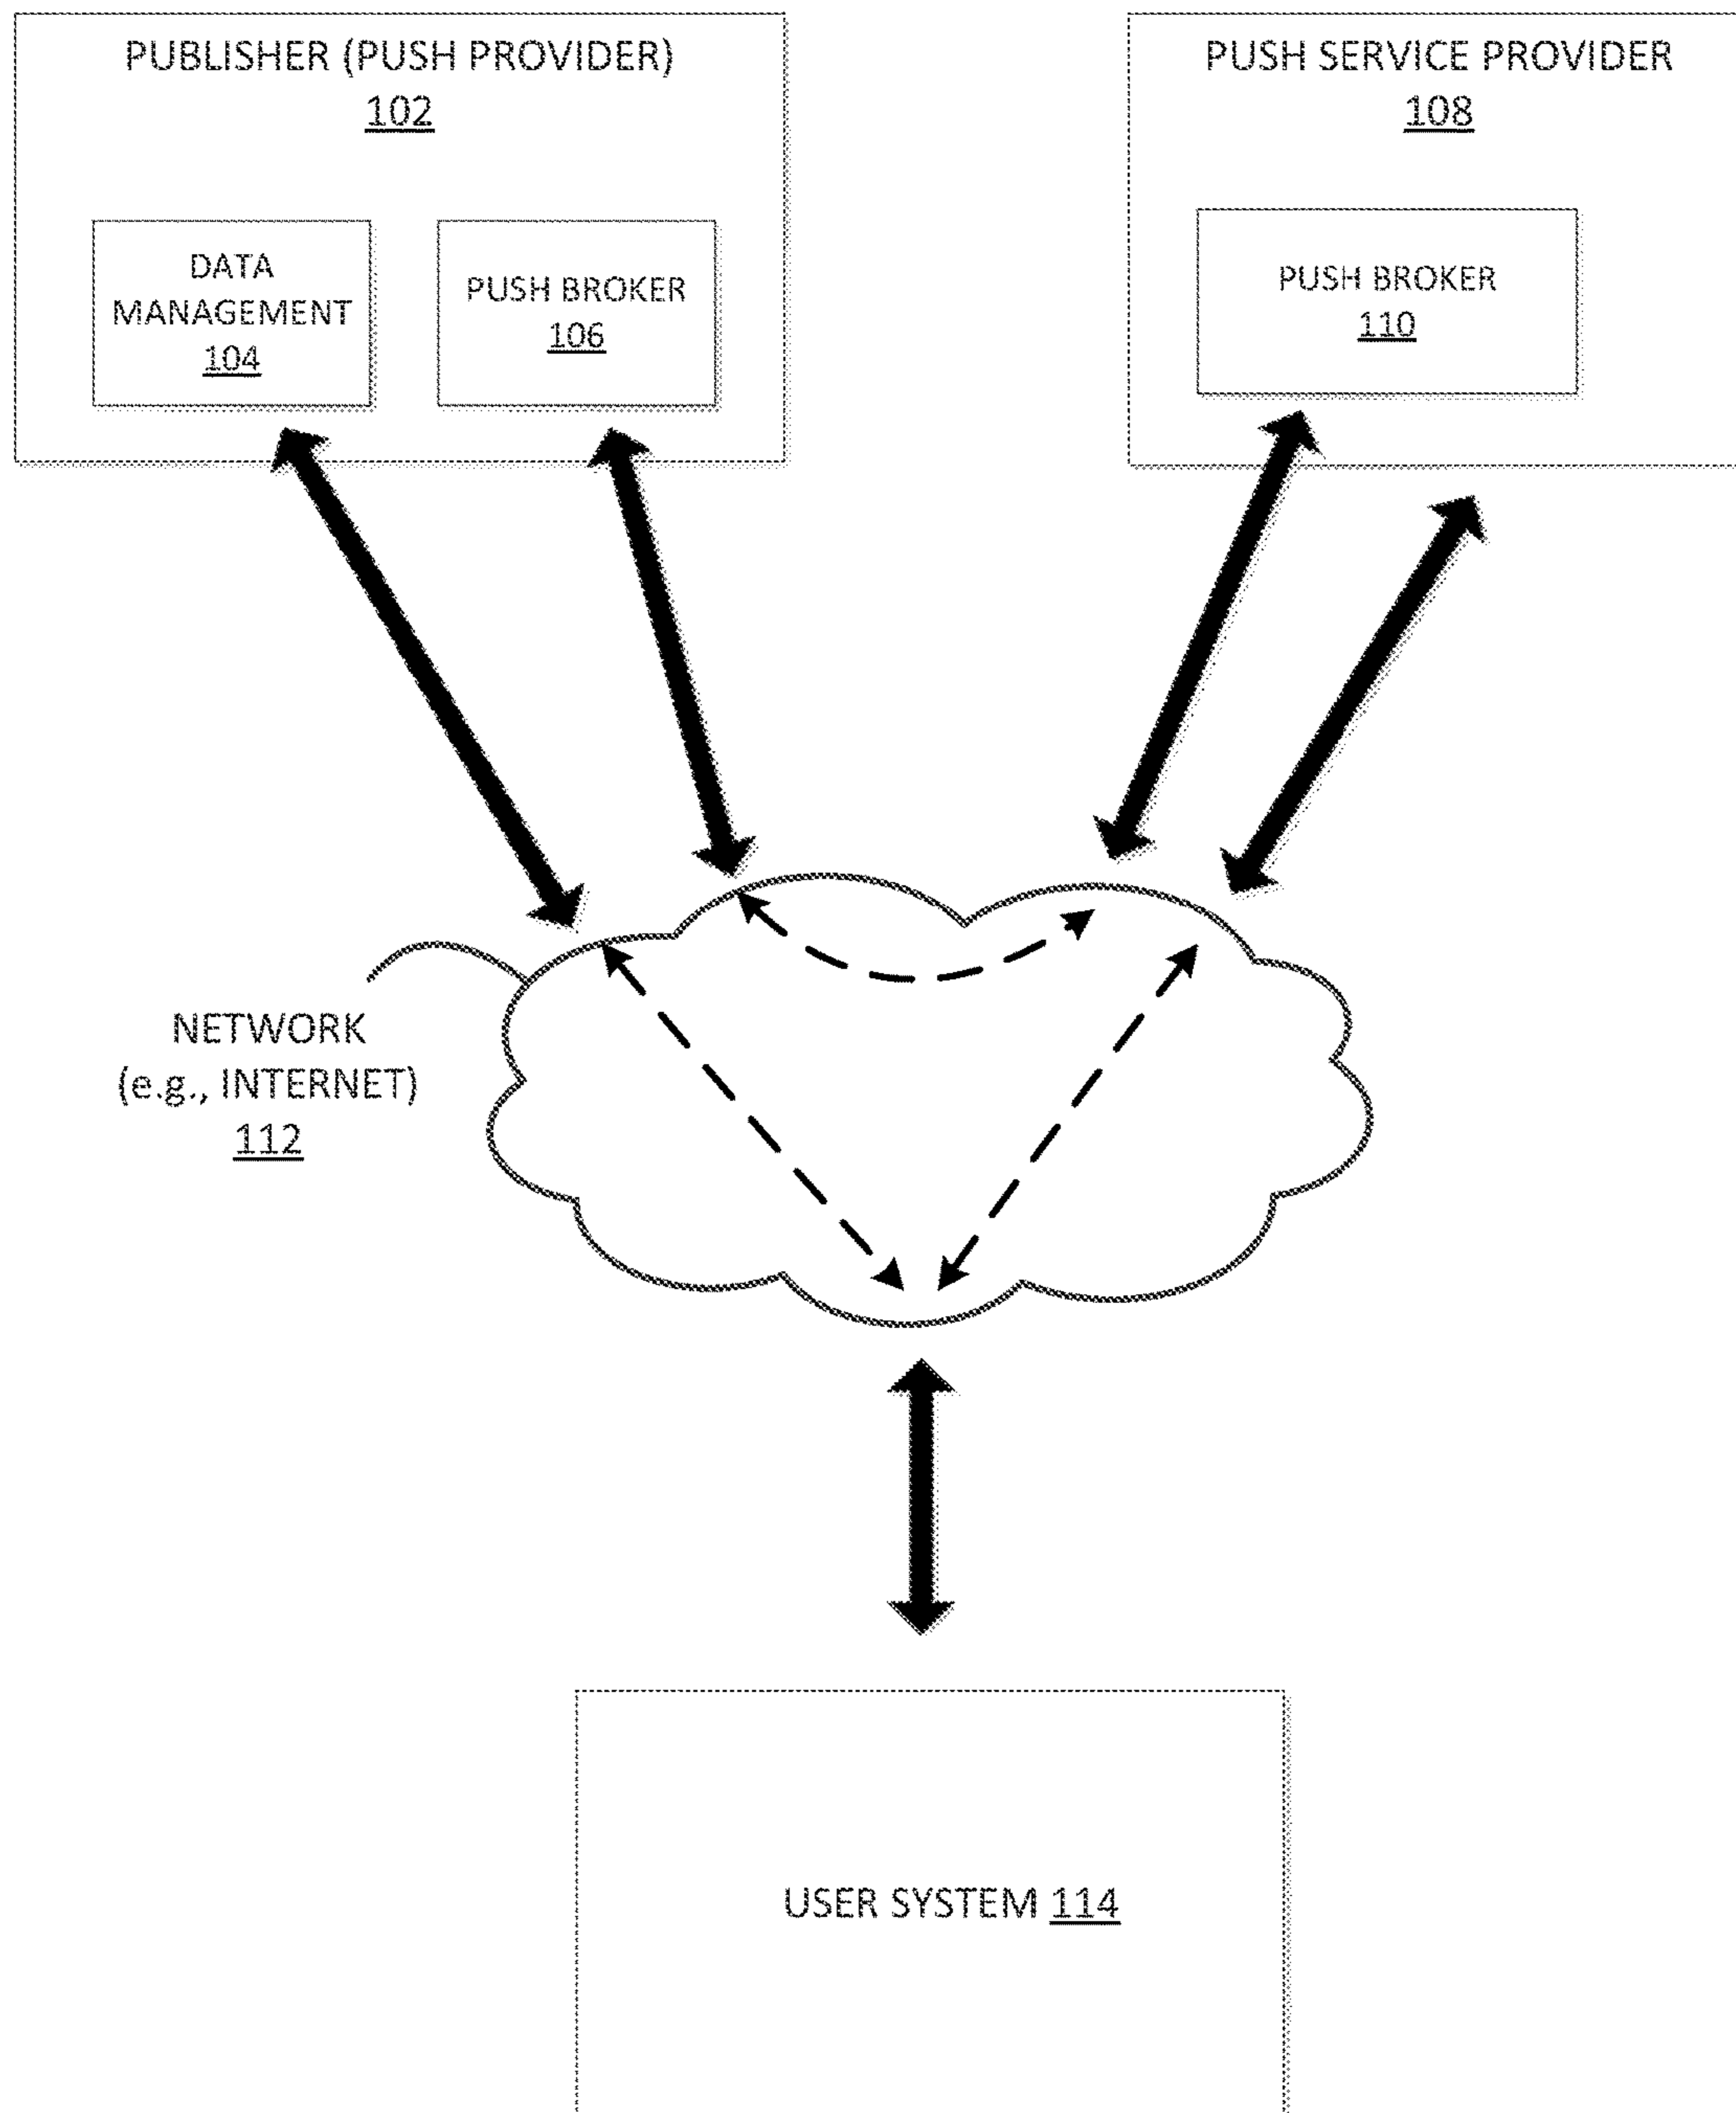 PUBLISHER (PUSH PROVIDER)
102
DATA
MANAGEMENT
104
PUSH BROKER
106
PUSH SERVICE PROVIDER
108
PUSH BROKER
110
NETWORK
(e.g., INTERNET)
112
USER SYSTEM 114